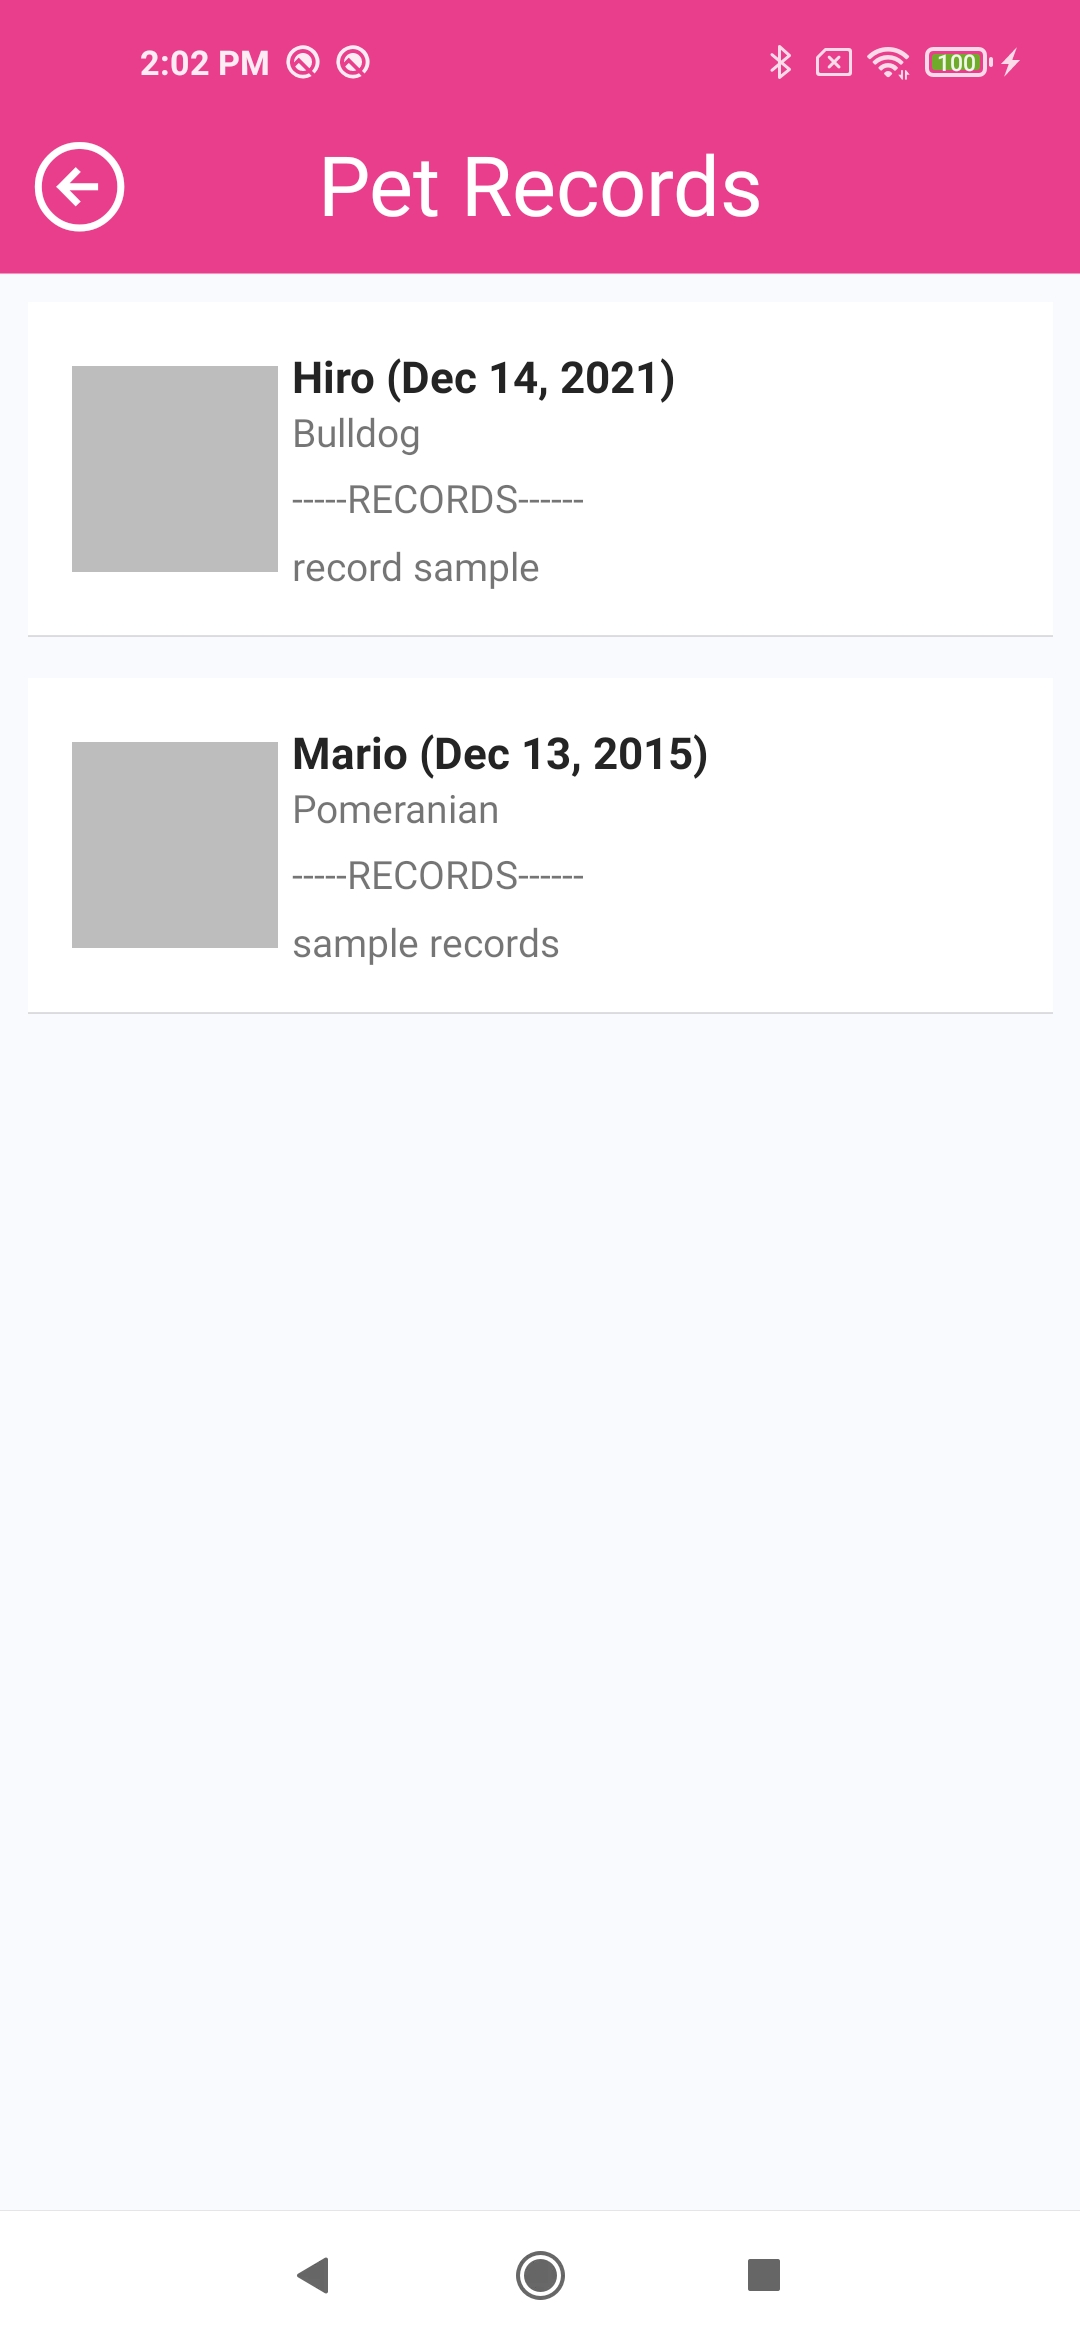 2:02 PM
100
Pet Records
Hiro (Dec 14, 2021)
Bulldog
-----RECORDS------
record sample
Mario (Dec 13, 2015)
Pomeranian
-----RECORDS------
sample records